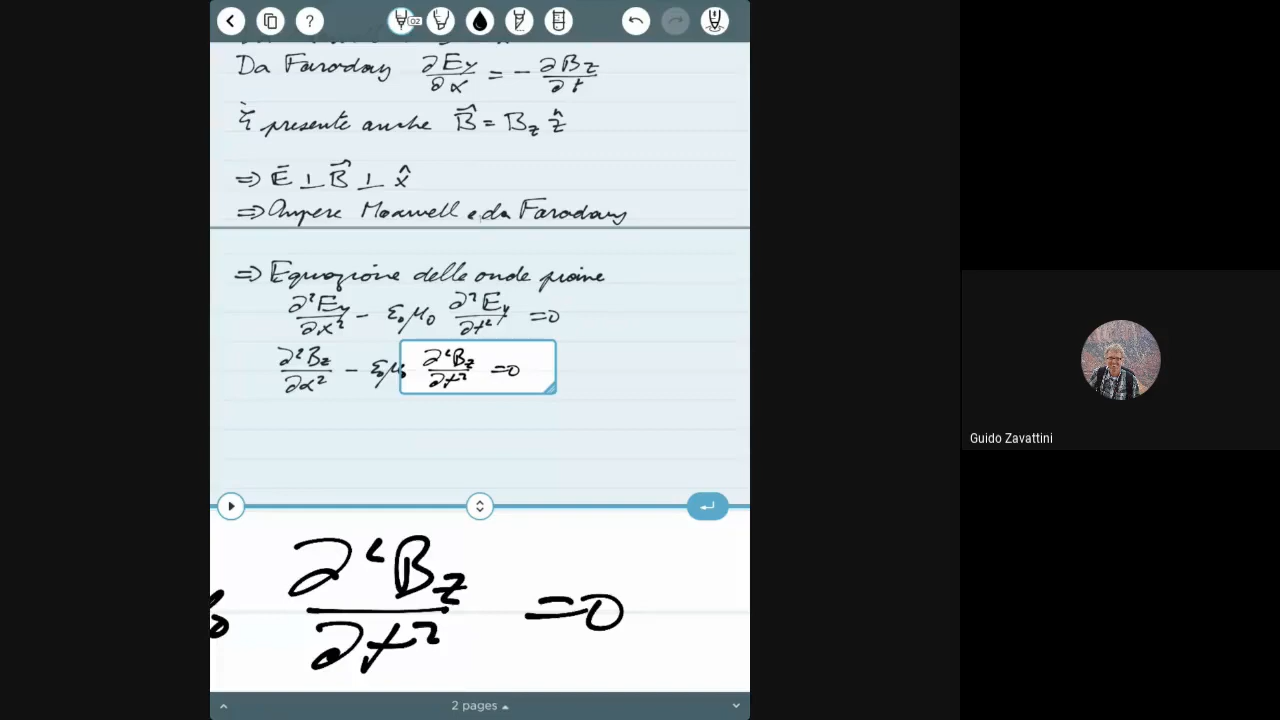 02
Da Faraday ∂Ey/∂x = - ∂Bz/∂t
È presente anche B⃗ = Bz ẑ
⇒ E̅ ⊥ B⃗ ⊥ x̂
⇒ Ampere Maxwell e da Faraday
⇒ Equazione delle onde piane
∂²Ey/∂x² - ε₀μ₀ ∂²Ey/∂t² = 0
∂²Bz/∂x² - ε₀μ₀ ∂²Bz/∂t² = 0
Guido Zavattini
∂²Bz/∂t² = 0
2 pages